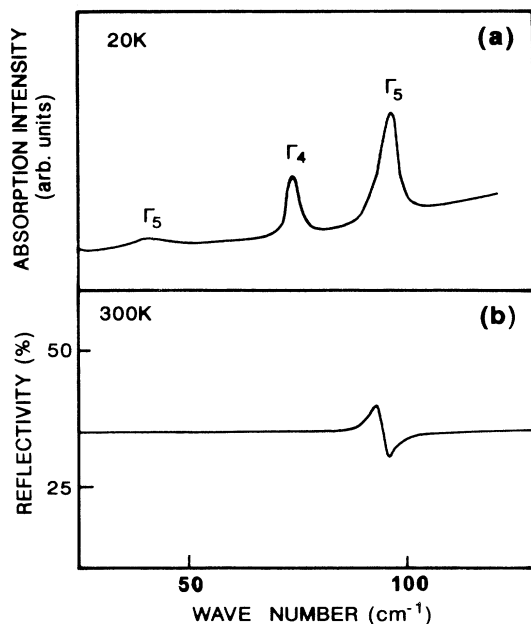 20K
(a)
Γ5
Γ4
Γ5
ABSORPTION INTENSITY
(arb. units)
300K
(b)
50
25
REFLECTIVITY (%)
50
100
WAVE NUMBER (cm⁻¹)